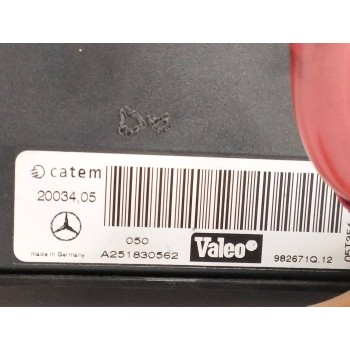 catem
20034,05
050
A251830562
made in Germany
Valeo
982671Q.12